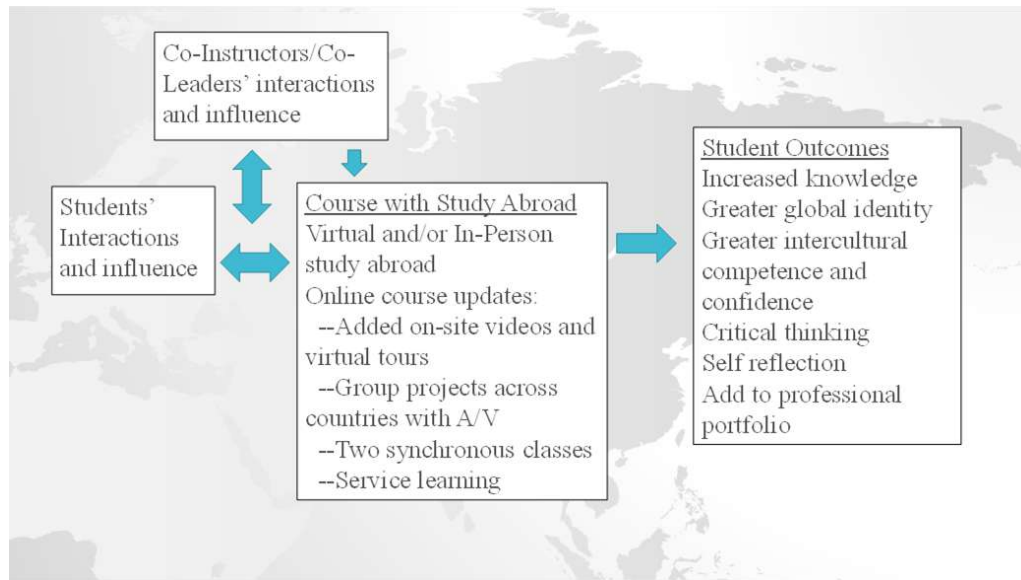 Co-Instructors/Co-
Leaders’ interactions
and influence
Students’
Interactions
and influence
Course with Study Abroad
Virtual and/or In-Person
study abroad
Online course updates:
--Added on-site videos and
virtual tours
--Group projects across
countries with A/V
--Two synchronous classes
--Service learning
Student Outcomes
Increased knowledge
Greater global identity
Greater intercultural
competence and
confidence
Critical thinking
Self reflection
Add to professional
portfolio